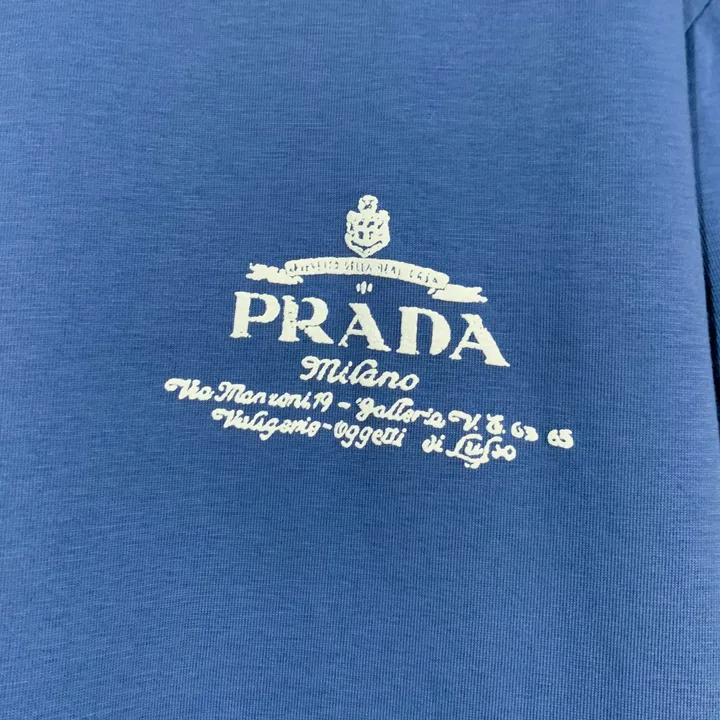 PRADA
Milano
Via Manzoni, 19 - Galleria V. E. 63 65
Valigerie - Oggetti di Lusso